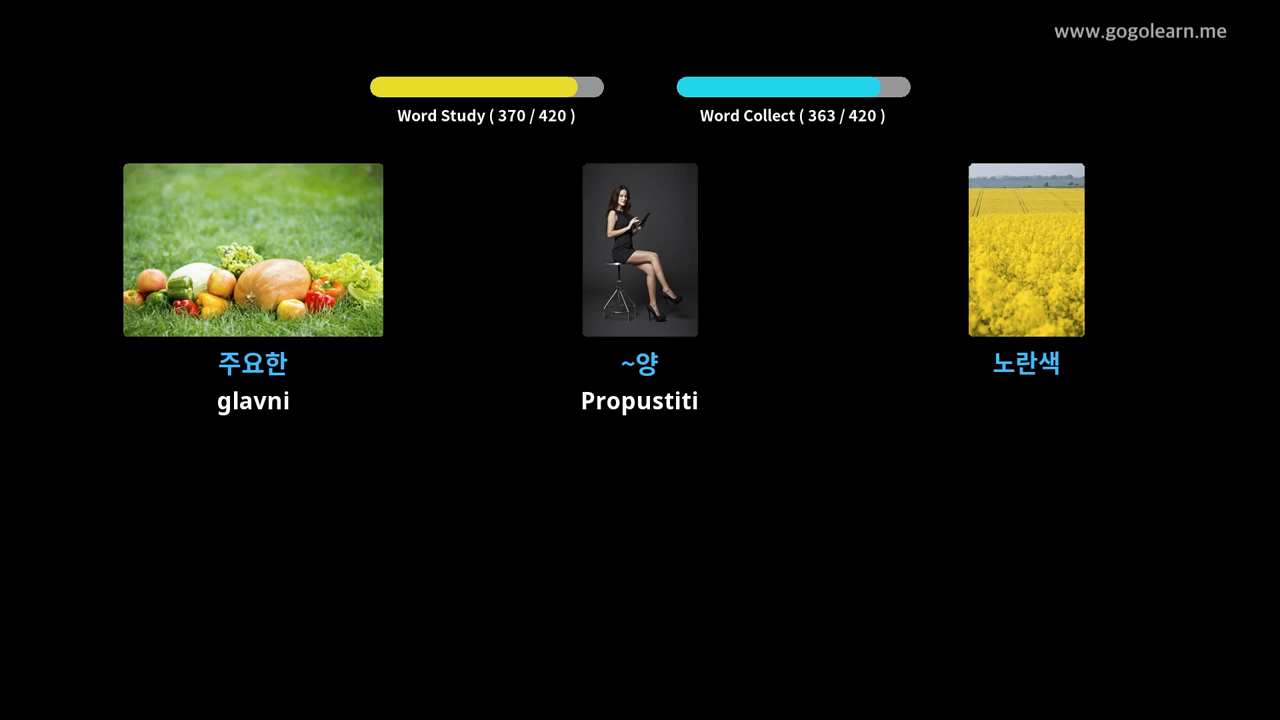 www.gogolearn.me
Word Study ( 370 / 420 )
Word Collect ( 363 / 420 )
주요한
glavni
~양
Propustiti
노란색